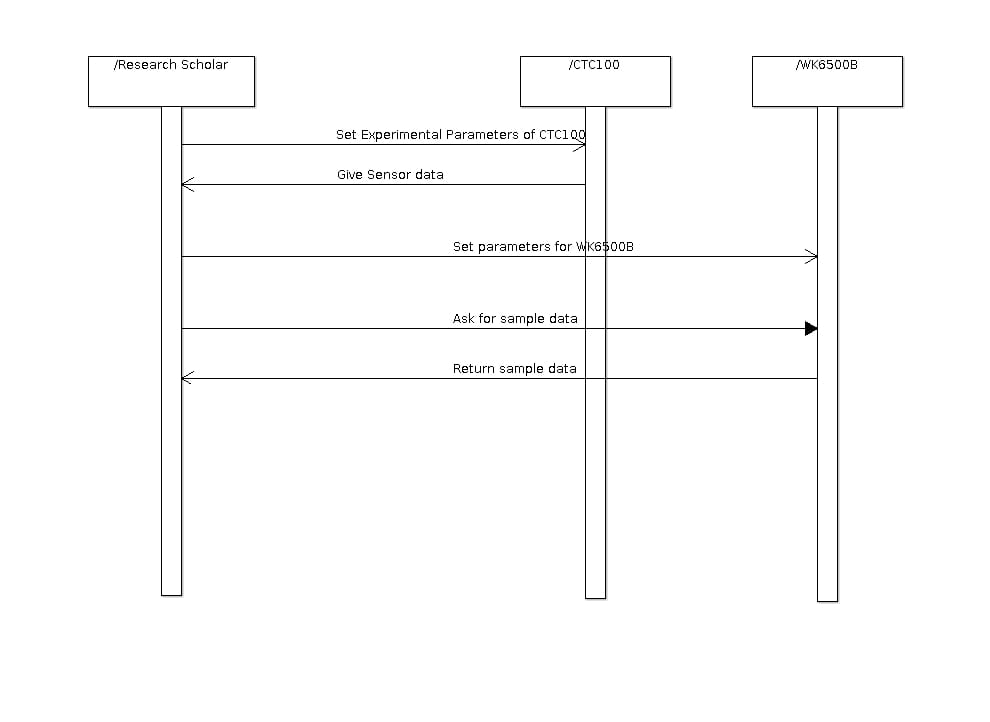 /Research Scholar
/CTC100
/WK6500B
Set Experimental Parameters of CTC100
Give Sensor data
Set parameters for WK6500B
Ask for sample data
Return sample data